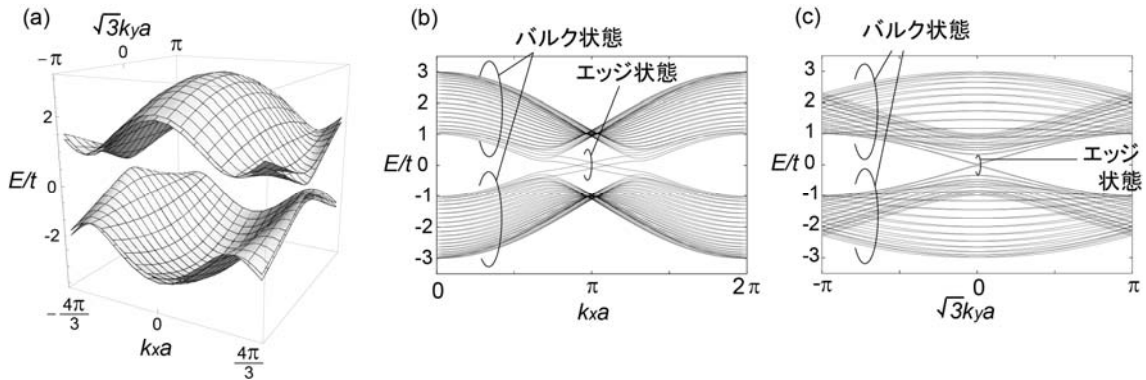 (a)
√3kya
-π
0
π
2
E/t
0
-2
-4π/3
0
kxa
4π/3
(b)
バルク状態
エッジ状態
3
2
1
E/t
0
-1
-2
-3
0
π
2π
kxa
(c)
バルク状態
3
2
1
E/t
0
エッジ
状態
-1
-2
-3
-π
0
π
√3kya